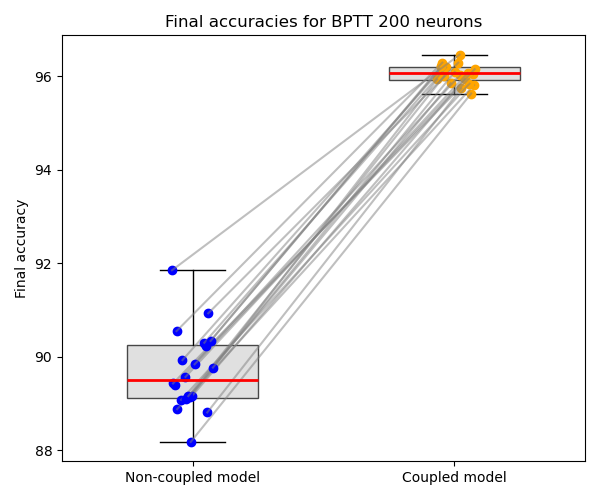 Final accuracies for BPTT 200 neurons
Final accuracy
96
94
92
90
88
Non-coupled model
Coupled model